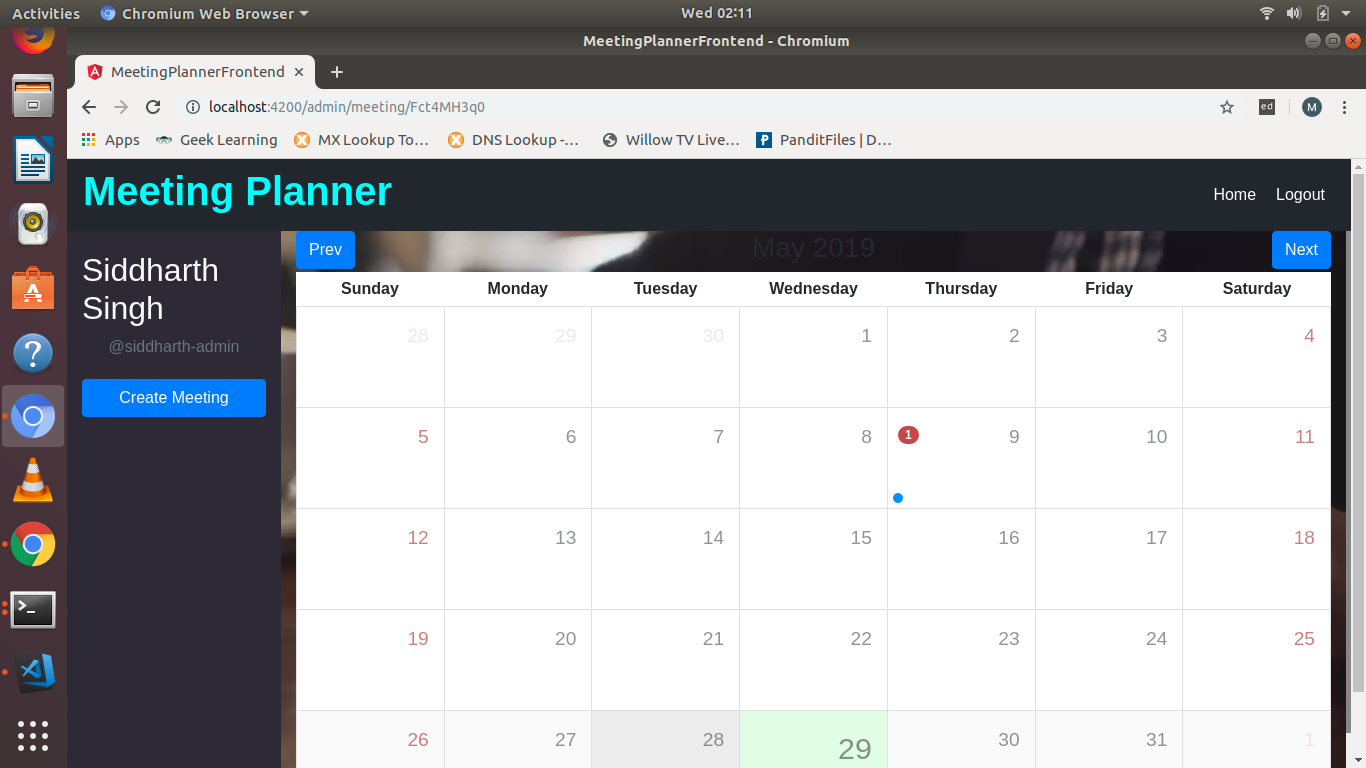 Activities Chromium Web Browser Wed 02:11
MeetingPlannerFrontend - Chromium
MeetingPlannerFrontend
localhost:4200/admin/meeting/Fct4MH3q0 ed M
Apps Geek Learning MX Lookup To… DNS Lookup -… Willow TV Live… PanditFiles | D…
Meeting Planner Home Logout
Siddharth
Singh
@siddharth-admin
Create Meeting
Prev May 2019 Next
Sunday Monday Tuesday Wednesday Thursday Friday Saturday
28 29 30 1 2 3 4
5 6 7 8 1 9 10 11
12 13 14 15 16 17 18
19 20 21 22 23 24 25
26 27 28 29 30 31 1